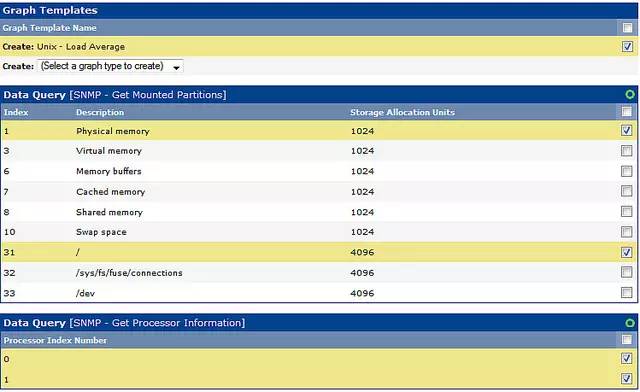 Graph Templates
Graph Template Name
Create: Unix - Load Average
Create: (Select a graph type to create)
Data Query [SNMP - Get Mounted Partitions]
Index Description Storage Allocation Units
1 Physical memory 1024
3 Virtual memory 1024
6 Memory buffers 1024
7 Cached memory 1024
8 Shared memory 1024
10 Swap space 1024
31 / 4096
32 /sys/fs/fuse/connections 4096
33 /dev 4096
Data Query [SNMP - Get Processor Information]
Processor Index Number
0
1